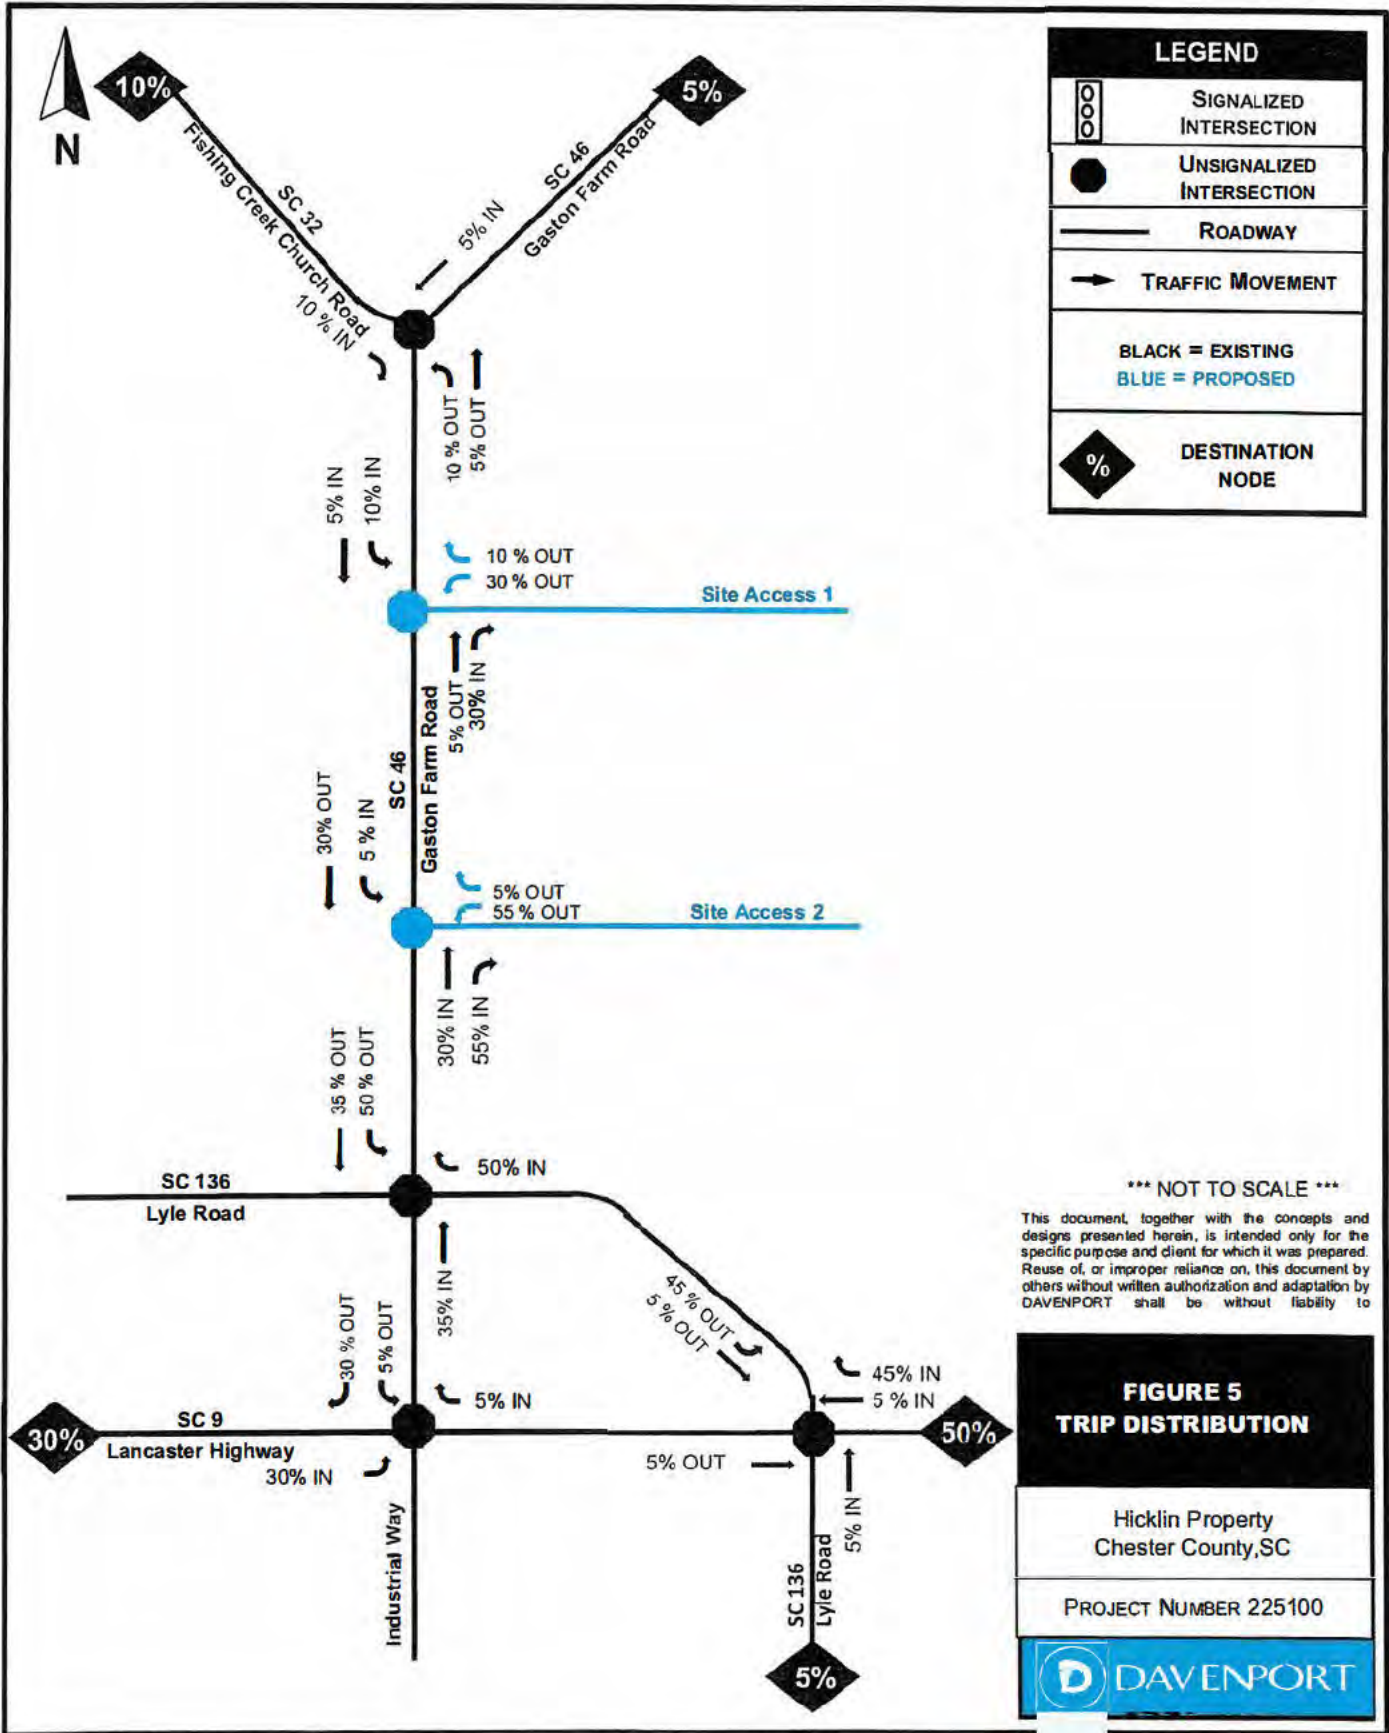 N
10%
5%
SC 32
Fishing Creek Church Road
SC 46
Gaston Farm Road
5% IN
10 % IN
10 % OUT
5% OUT
5% IN
10% IN
10 % OUT
30 % OUT
Site Access 1
5% OUT
30% IN
SC 46
Gaston Farm Road
30% OUT
5 % IN
5% OUT
55 % OUT
Site Access 2
30% IN
55% IN
35 % OUT
50 % OUT
50% IN
SC 136
Lyle Road
35% IN
45 % OUT
5 % OUT
30 % OUT
5% OUT
5% IN
45% IN
5 % IN
30%
SC 9
Lancaster Highway
30% IN
50%
5% OUT
5% IN
Industrial Way
SC 136
Lyle Road
5%
LEGEND
SIGNALIZED
INTERSECTION
UNSIGNALIZED
INTERSECTION
ROADWAY
TRAFFIC MOVEMENT
BLACK = EXISTING
BLUE = PROPOSED
%
DESTINATION
NODE
*** NOT TO SCALE ***
This document, together with the concepts and
designs presented herein, is intended only for the
specific purpose and client for which it was prepared.
Reuse of, or improper reliance on, this document by
others without written authorization and adaptation by
DAVENPORT shall be without liability to
FIGURE 5
TRIP DISTRIBUTION
Hicklin Property
Chester County,SC
PROJECT NUMBER 225100
D DAVENPORT